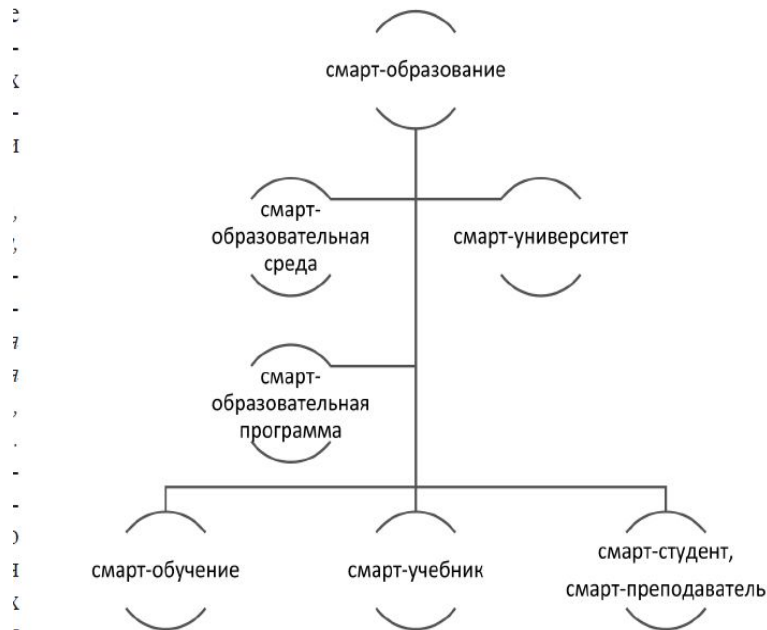 смарт-образование
смарт-
образовательная
среда
смарт-университет
смарт-
образовательная
программа
смарт-обучение
смарт-учебник
смарт-студент,
смарт-преподаватель